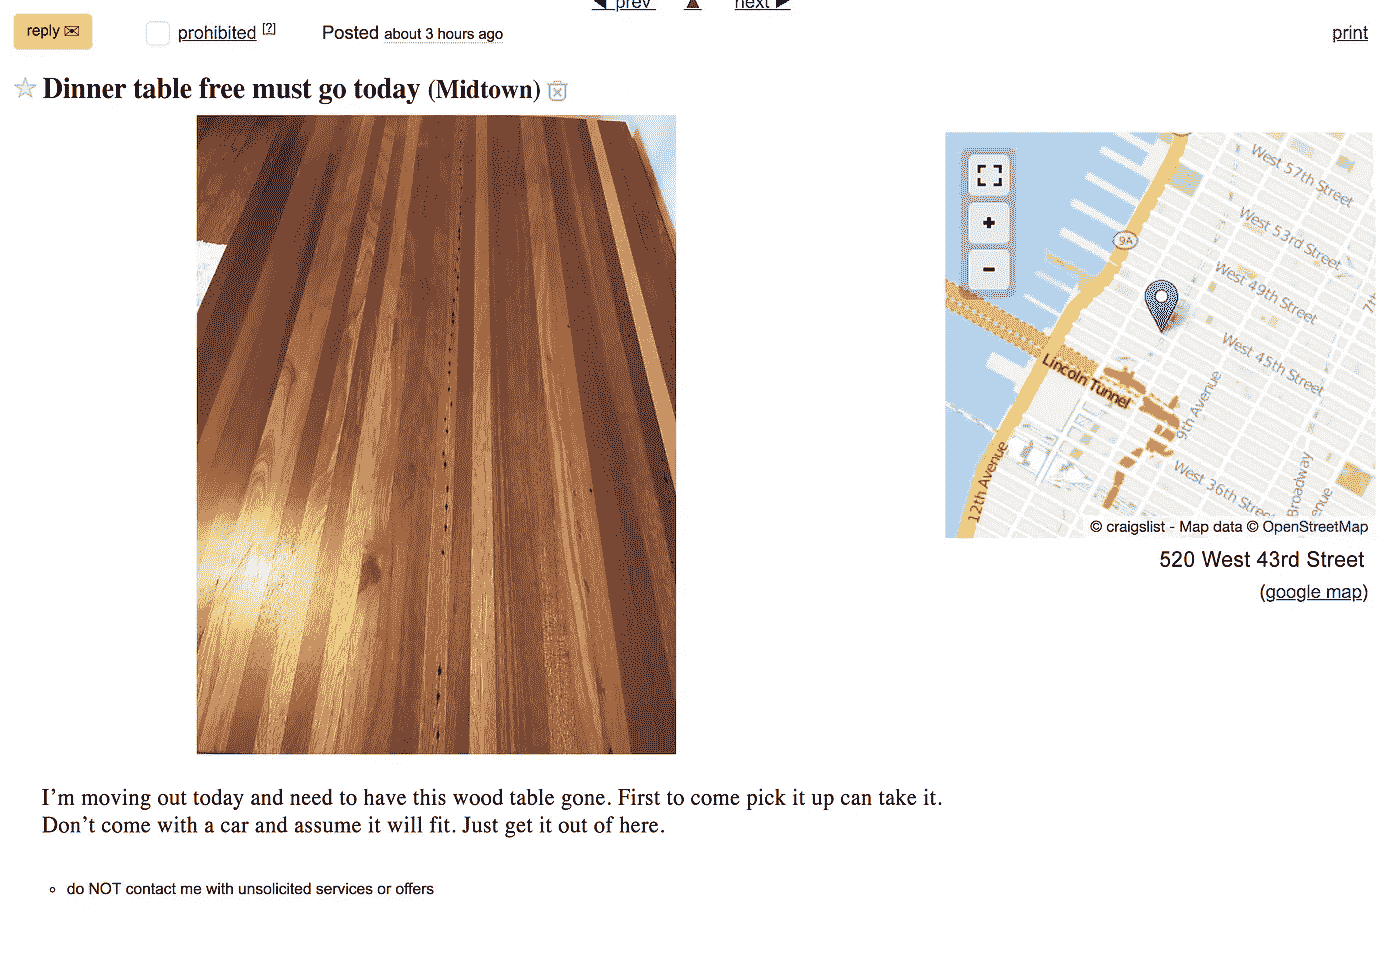 ◀ prev ▲ next ▶
reply prohibited [?] Posted about 3 hours ago print
Dinner table free must go today (Midtown)
West 57th Street
West 53rd Street
9A
West 49th Street
7th
West 45th Street
Lincoln Tunnel
9th Avenue
West 36th Stree
12th Avenue
Broadway
enue
© craigslist - Map data © OpenStreetMap
520 West 43rd Street
(google map)
I'm moving out today and need to have this wood table gone. First to come pick it up can take it.
Don't come with a car and assume it will fit. Just get it out of here.
do NOT contact me with unsolicited services or offers